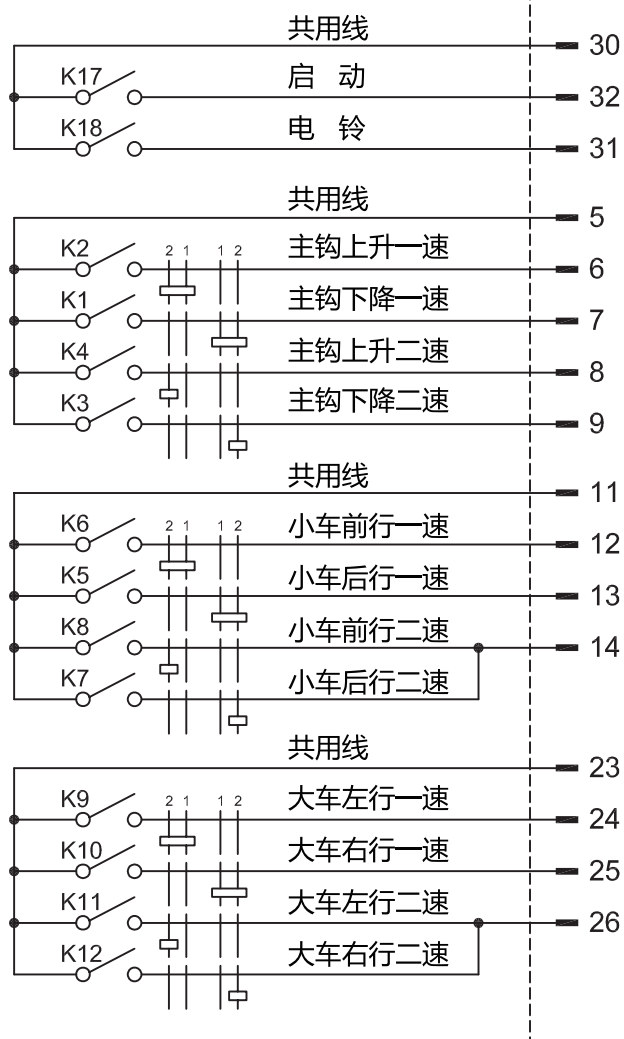 共用线 30
K17 启 动 32
K18 电 铃 31
共用线 5
K2 2 1 1 2 主钩上升一速 6
K1 主钩下降一速 7
K4 主钩上升二速 8
K3 主钩下降二速 9
共用线 11
K6 2 1 1 2 小车前行一速 12
K5 小车后行一速 13
K8 小车前行二速 14
K7 小车后行二速
共用线 23
K9 2 1 1 2 大车左行一速 24
K10 大车右行一速 25
K11 大车左行二速 26
K12 大车右行二速